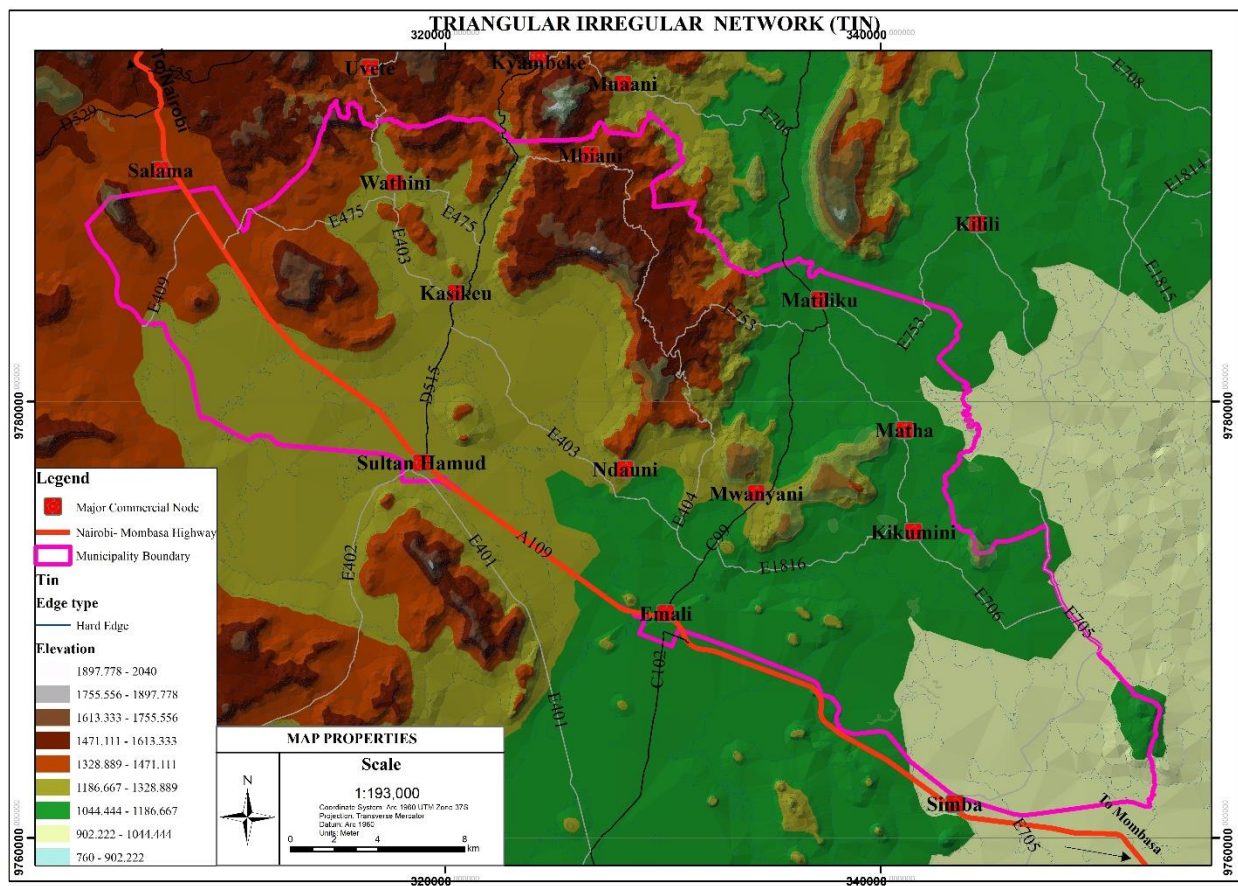 TRIANGULAR IRREGULAR NETWORK (TIN)
320000
340000
To Nairobi
D529
Uvete
Kyambeke
Muaani
E706
E708
Salama
Wathini
Mbiani
E1814
E475
E475
E403
Kilili
E409
Kasikeu
Matiliku
E1815
E753
E753
D515
9780000
9780000
Sultan Hamud
E403
Ndauni
Matha
Mwanyani
E404
C99
Kikumini
E402
E401
A109
E1816
E706
E705
Emali
C102
E401
Simba
To Mombasa
E705
9760000
9760000
320000
340000
Legend
Major Commercial Node
Nairobi- Mombasa Highway
Municipality Boundary
Tin
Edge type
Hard Edge
Elevation
1897.778 - 2040
1755.556 - 1897.778
1613.333 - 1755.556
1471.111 - 1613.333
1328.889 - 1471.111
1186.667 - 1328.889
1044.444 - 1186.667
902.222 - 1044.444
760 - 902.222
MAP PROPERTIES
N
Scale
1:193,000
Coordinate System: Arc 1960 UTM Zone 37S
Projection: Transverse Mercator
Datum: Arc 1960
Units: Meter
0 2 4 8
km